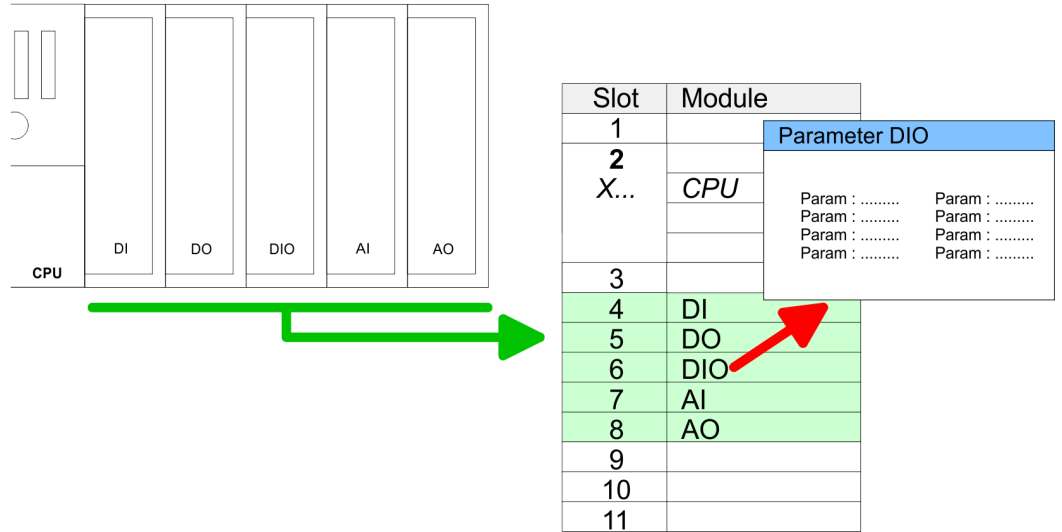 DI DO DIO AI AO
CPU
Slot Module
1
2
X... CPU
3
4 DI
5 DO
6 DIO
7 AI
8 AO
9
10
11
Parameter DIO
Param : ......... Param : .........
Param : ......... Param : .........
Param : ......... Param : .........
Param : ......... Param : .........